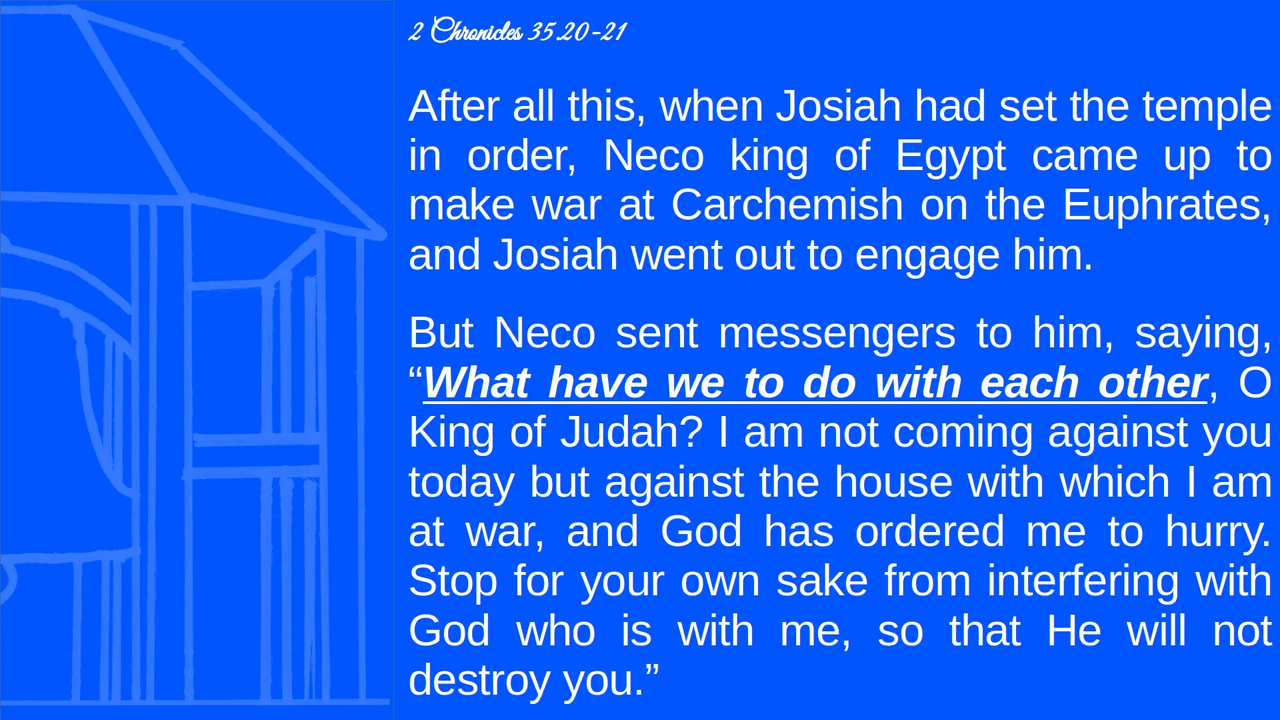 2 Chronicles 35.20-21
After all this, when Josiah had set the temple
in order, Neco king of Egypt came up to
make war at Carchemish on the Euphrates,
and Josiah went out to engage him.
But Neco sent messengers to him, saying,
“What have we to do with each other, O
King of Judah? I am not coming against you
today but against the house with which I am
at war, and God has ordered me to hurry.
Stop for your own sake from interfering with
God who is with me, so that He will not
destroy you.”